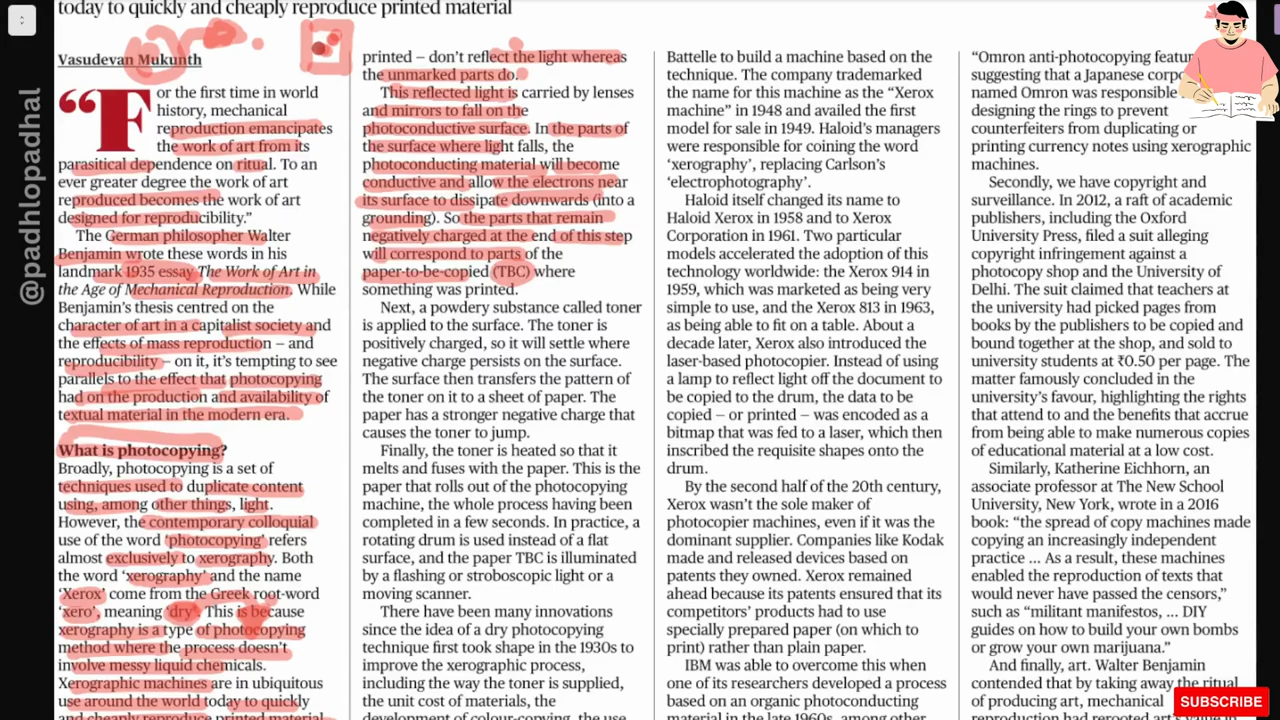 today to quickly and cheaply reproduce printed material
@padhlopadhal
Vasudevan Mukunth
“For the first time in world
history, mechanical
reproduction emancipates
the work of art from its
parasitical dependence on ritual. To an
ever greater degree the work of art
reproduced becomes the work of art
designed for reproducibility.”
The German philosopher Walter
Benjamin wrote these words in his
landmark 1935 essay The Work of Art in
the Age of Mechanical Reproduction. While
Benjamin’s thesis centred on the
character of art in a capitalist society and
the effects of mass reproduction – and
reproducibility – on it, it’s tempting to see
parallels to the effect that photocopying
had on the production and availability of
textual material in the modern era.
What is photocopying?
Broadly, photocopying is a set of
techniques used to duplicate content
using, among other things, light.
However, the contemporary colloquial
use of the word ‘photocopying’ refers
almost exclusively to xerography. Both
the word ‘xerography’ and the name
‘Xerox’ come from the Greek root-word
‘xero’, meaning ‘dry’. This is because
xerography is a type of photocopying
method where the process doesn’t
involve messy liquid chemicals.
Xerographic machines are in ubiquitous
use around the world today to quickly
and cheaply reproduce printed material
printed – don’t reflect the light whereas
the unmarked parts do.
This reflected light is carried by lenses
and mirrors to fall on the
photoconductive surface. In the parts of
the surface where light falls, the
photoconducting material will become
conductive and allow the electrons near
its surface to dissipate downwards (into a
grounding). So the parts that remain
negatively charged at the end of this step
will correspond to parts of the
paper-to-be-copied (TBC) where
something was printed.
Next, a powdery substance called toner
is applied to the surface. The toner is
positively charged, so it will settle where
negative charge persists on the surface.
The surface then transfers the pattern of
the toner on it to a sheet of paper. The
paper has a stronger negative charge that
causes the toner to jump.
Finally, the toner is heated so that it
melts and fuses with the paper. This is the
paper that rolls out of the photocopying
machine, the whole process having been
completed in a few seconds. In practice, a
rotating drum is used instead of a flat
surface, and the paper TBC is illuminated
by a flashing or stroboscopic light or a
moving scanner.
There have been many innovations
since the idea of a dry photocopying
technique first took shape in the 1930s to
improve the xerographic process,
including the way the toner is supplied,
the unit cost of materials, the
development of colour-copying, the use
Battelle to build a machine based on the
technique. The company trademarked
the name for this machine as the “Xerox
machine” in 1948 and availed the first
model for sale in 1949. Haloid’s managers
were responsible for coining the word
‘xerography’, replacing Carlson’s
‘electrophotography’.
Haloid itself changed its name to
Haloid Xerox in 1958 and to Xerox
Corporation in 1961. Two particular
models accelerated the adoption of this
technology worldwide: the Xerox 914 in
1959, which was marketed as being very
simple to use, and the Xerox 813 in 1963,
as being able to fit on a table. About a
decade later, Xerox also introduced the
laser-based photocopier. Instead of using
a lamp to reflect light off the document to
be copied to the drum, the data to be
copied – or printed – was encoded as a
bitmap that was fed to a laser, which then
inscribed the requisite shapes onto the
drum.
By the second half of the 20th century,
Xerox wasn’t the sole maker of
photocopier machines, even if it was the
dominant supplier. Companies like Kodak
made and released devices based on
patents they owned. Xerox remained
ahead because its patents ensured that its
competitors’ products had to use
specially prepared paper (on which to
print) rather than plain paper.
IBM was able to overcome this when
one of its researchers developed a process
based on an organic photoconducting
material in the late 1960s, among other
“Omron anti-photocopying
suggesting that a Japanese
named Omron was responsible
designing the rings to prevent
counterfeiters from duplicating or
printing currency notes using xerographic
machines.
Secondly, we have copyright and
surveillance. In 2012, a raft of academic
publishers, including the Oxford
University Press, filed a suit alleging
copyright infringement against a
photocopy shop and the University of
Delhi. The suit claimed that teachers at
the university had picked pages from
books by the publishers to be copied and
bound together at the shop, and sold to
university students at ₹0.50 per page. The
matter famously concluded in the
university’s favour, highlighting the rights
that attend to and the benefits that accrue
from being able to make numerous copies
of educational material at a low cost.
Similarly, Katherine Eichhorn, an
associate professor at The New School
University, New York, wrote in a 2016
book: “the spread of copy machines made
copying an increasingly independent
practice ... As a result, these machines
enabled the reproduction of texts that
would never have passed the censors,”
such as “militant manifestos, ... DIY
guides on how to build your own bombs
or grow your own marijuana.”
And finally, art. Walter Benjamin
contended that by taking away the ritual
of producing art, mechanical
SUBSCRIBE